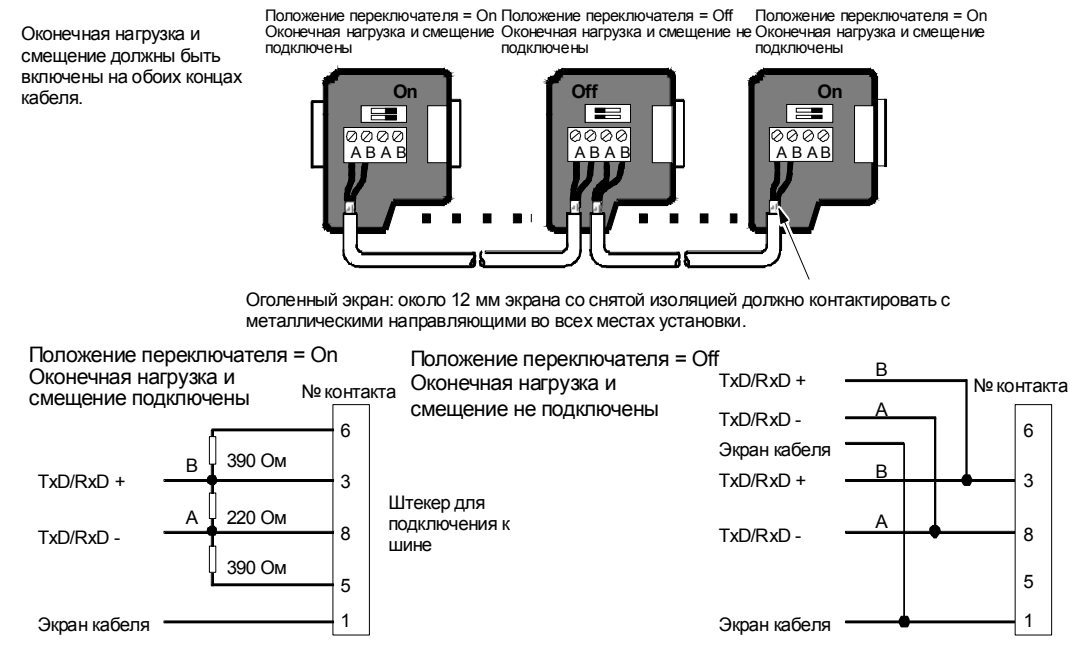 Оконечная нагрузка и
смещение должны быть
включены на обоих концах
кабеля.
Положение переключателя = On
Оконечная нагрузка и смещение
подключены
Положение переключателя = Off
Оконечная нагрузка и смещение не
подключены
Положение переключателя = On
Оконечная нагрузка и смещение
подключены
On
A B A B
Off
A B A B
On
A B A B
Оголенный экран: около 12 мм экрана со снятой изоляцией должно контактировать с
металлическими направляющими во всех местах установки.
Положение переключателя = On
Оконечная нагрузка и
смещение подключены
№ контакта
6
390 Ом
B
TxD/RxD +
3
220 Ом
A
TxD/RxD -
8
390 Ом
5
Экран кабеля
1
Штекер для
подключения к
шине
Положение переключателя = Off
Оконечная нагрузка и
смещение не подключены
№ контакта
TxD/RxD +
B
TxD/RxD -
A
6
Экран кабеля
TxD/RxD +
B
3
TxD/RxD -
A
8
5
Экран кабеля
1